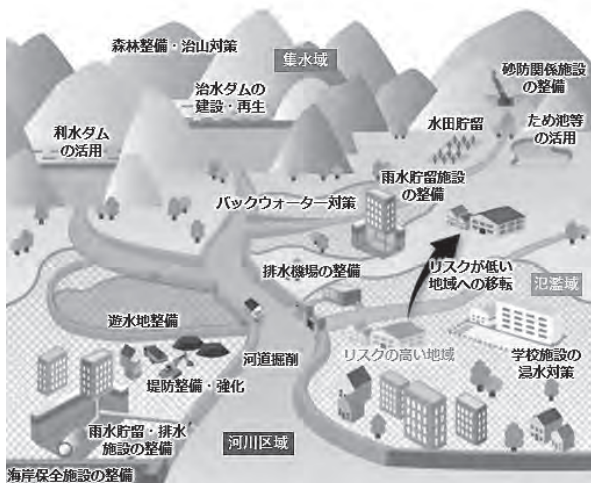 森林整備・治山対策
集水域
砂防関係施設
の整備
治水ダムの
建設・再生
利水ダム
の活用
水田貯留
ため池等
の活用
雨水貯留施設
の整備
バックウォーター対策
排水機場の整備
リスクが低い
地域への移転
氾濫域
遊水地整備
リスクの高い地域
学校施設の
浸水対策
河道掘削
堤防整備・強化
雨水貯留・排水
施設の整備
河川区域
海岸保全施設の整備